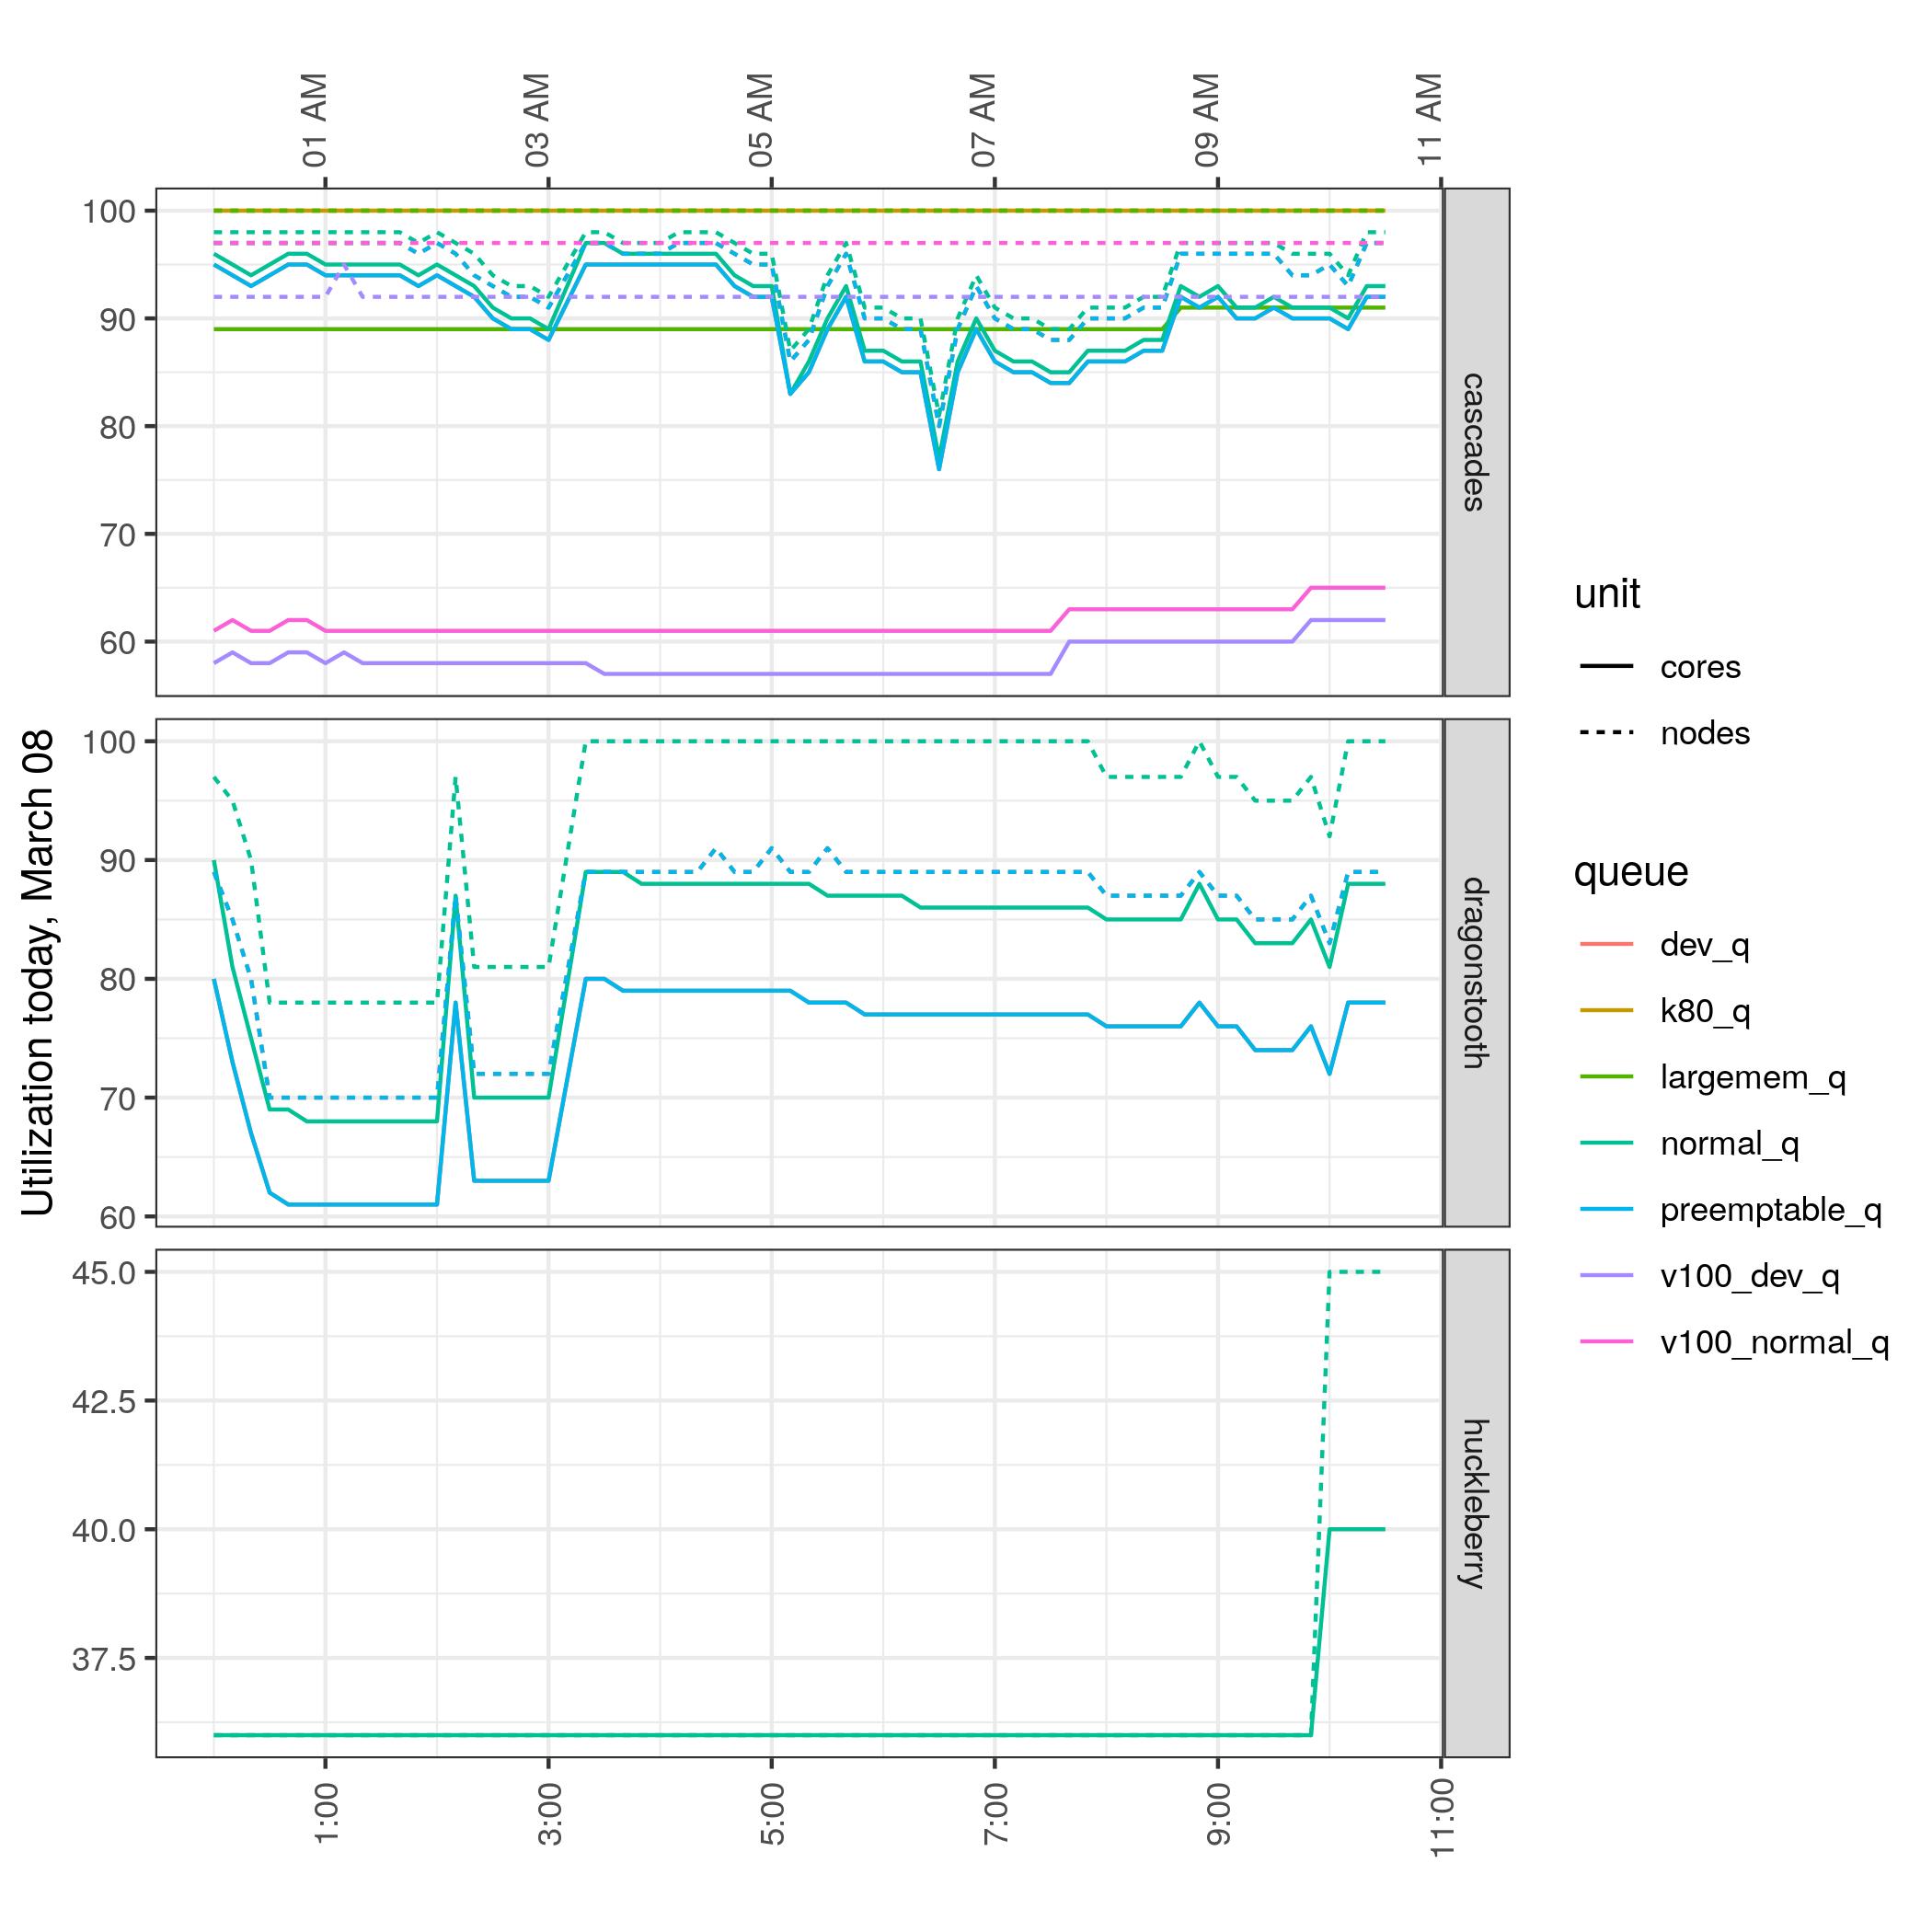 01 AM
03 AM
05 AM
07 AM
09 AM
11 AM
Utilization today, March 08
100
90
80
70
60
cascades
100
90
80
70
60
dragonstooth
45.0
42.5
40.0
37.5
huckleberry
1:00
3:00
5:00
7:00
9:00
11:00
unit
cores
nodes
queue
dev_q
k80_q
largemem_q
normal_q
preemptable_q
v100_dev_q
v100_normal_q